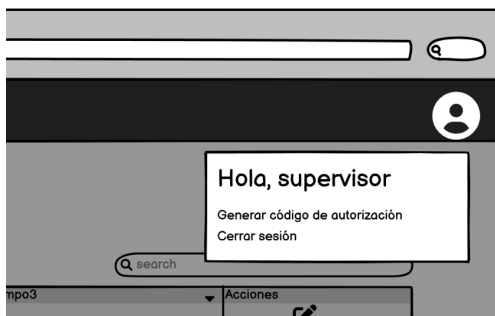 Hola, supervisor
Generar código de autorización
Cerrar sesión
search
mpo3
Acciones